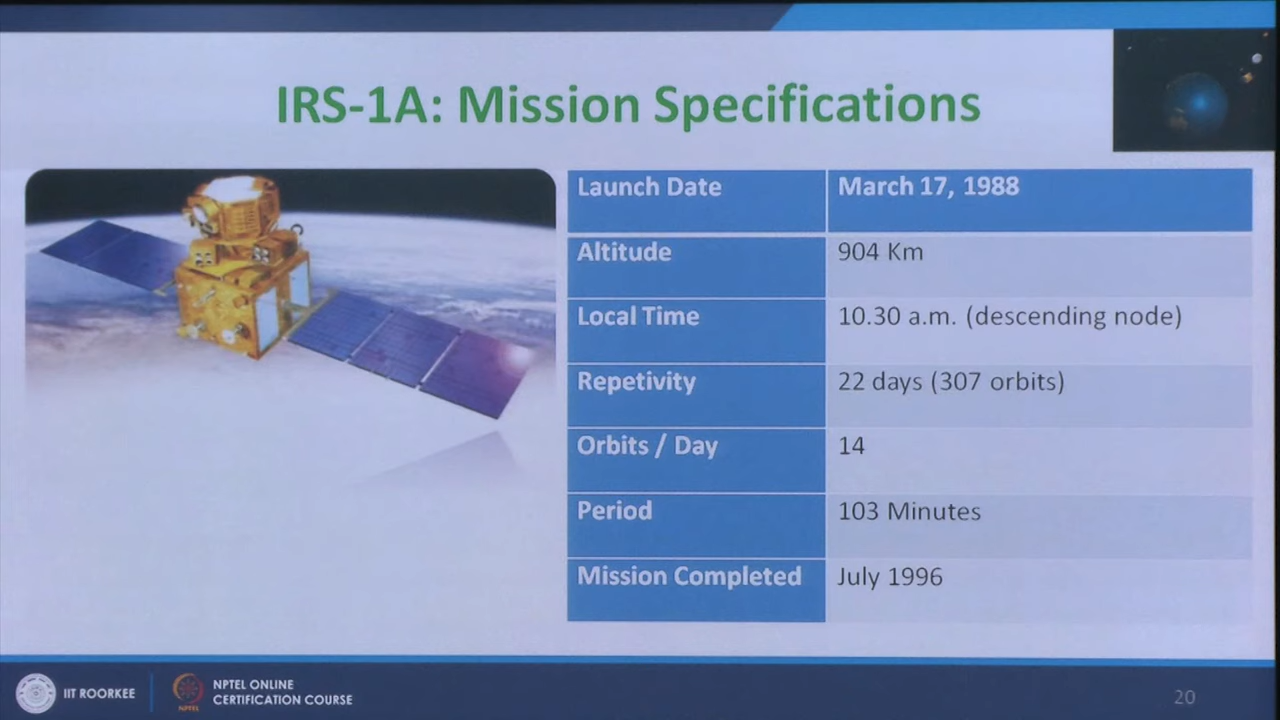 IRS-1A: Mission Specifications
Launch Date March 17, 1988
Altitude 904 Km
Local Time 10.30 a.m. (descending node)
Repetivity 22 days (307 orbits)
Orbits / Day 14
Period 103 Minutes
Mission Completed July 1996
IIT ROORKEE
NPTEL
NPTEL ONLINE
CERTIFICATION COURSE
20